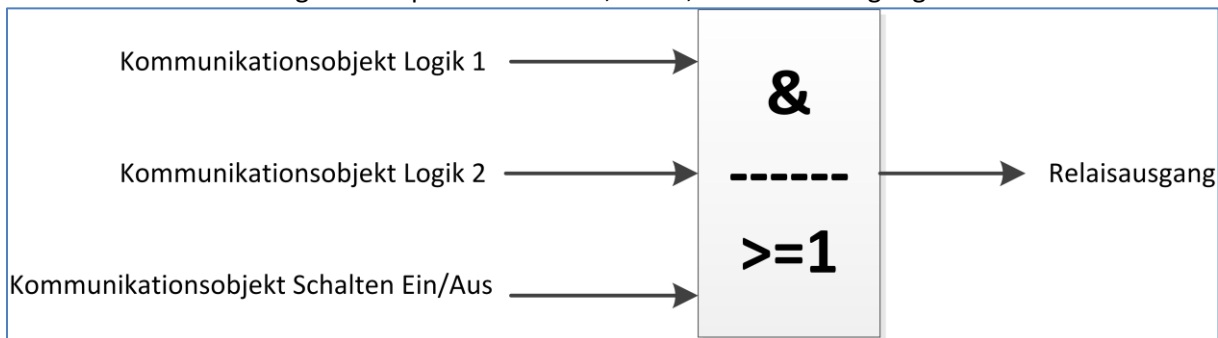 Kommunikationsobjekt Logik 1
&
Kommunikationsobjekt Logik 2
------
Relaisausgang
>=1
Kommunikationsobjekt Schalten Ein/Aus